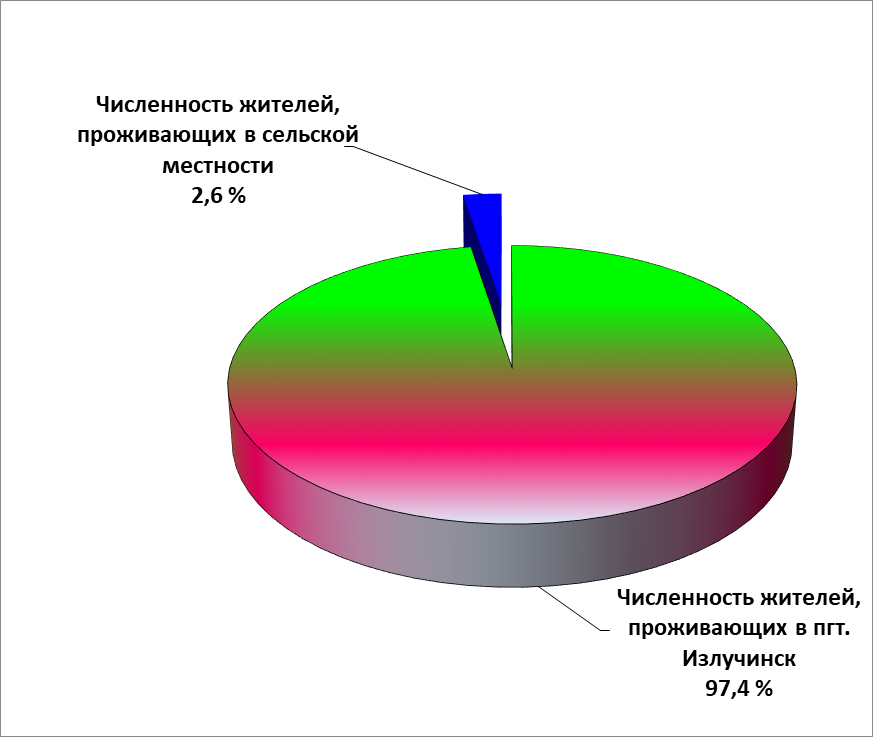 Численность жителей,
проживающих в сельской
местности
2,6 %
Численность жителей,
проживающих в пгт.
Излучинск
97,4 %